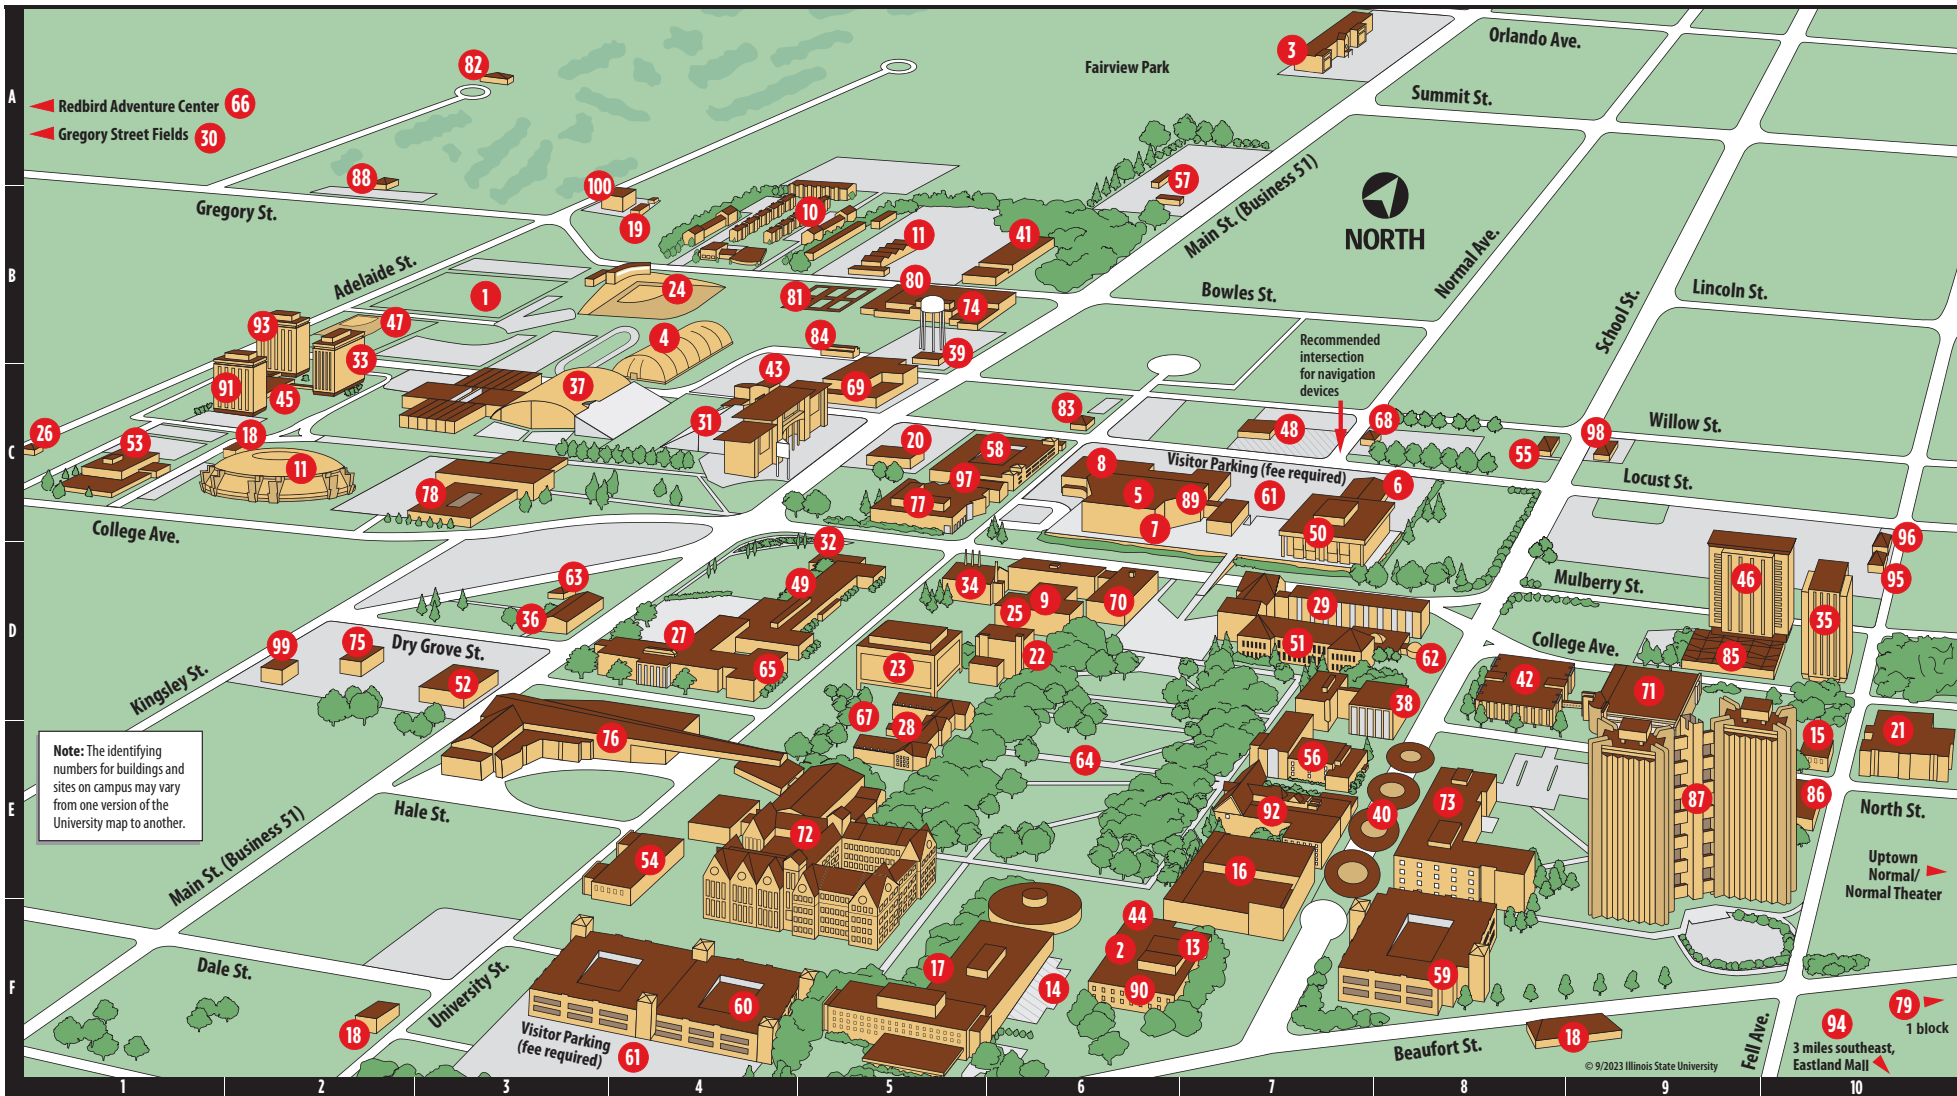 Orlando Ave.
3
82
Fairview Park
A
Redbird Adventure Center 66
Summit St.
Gregory Street Fields 30
88
100
57
Gregory St.
19
10
11
41
Main St. (Business 51)
NORTH
Normal Ave.
Adelaide St.
B
1
24
81
80
74
Bowles St.
Lincoln St.
School St.
93
47
4
84
39
33
Recommended
intersection
for navigation
devices
91
45
37
43
69
31
83
48
68
Willow St.
26
53
18
11
C
20
58
97
8
Visitor Parking (fee required)
61
55
98
Locust St.
78
77
5
89
7
6
50
College Ave.
32
96
95
63
49
34
9
25
70
29
46
Mulberry St.
35
36
D
27
51
62
College Ave.
85
99
75
Dry Grove St.
52
65
23
22
38
42
71
Kingsley St.
67
28
76
64
56
15
21
Note: The identifying
numbers for buildings and
sites on campus may vary
from one version of the
University map to another.
E
Hale St.
92
40
73
87
86
North St.
72
54
16
Uptown
Normal/
Normal Theater
Main St. (Business 51)
44
2
13
90
17
14
59
Dale St.
University St.
F
60
18
Visitor Parking
(fee required) 61
79
1 block
94
3 miles southeast,
Eastland Mall
18
Beaufort St.
Fell Ave.
© 9/2023 Illinois State University
1 2 3 4 5 6 7 8 9 10